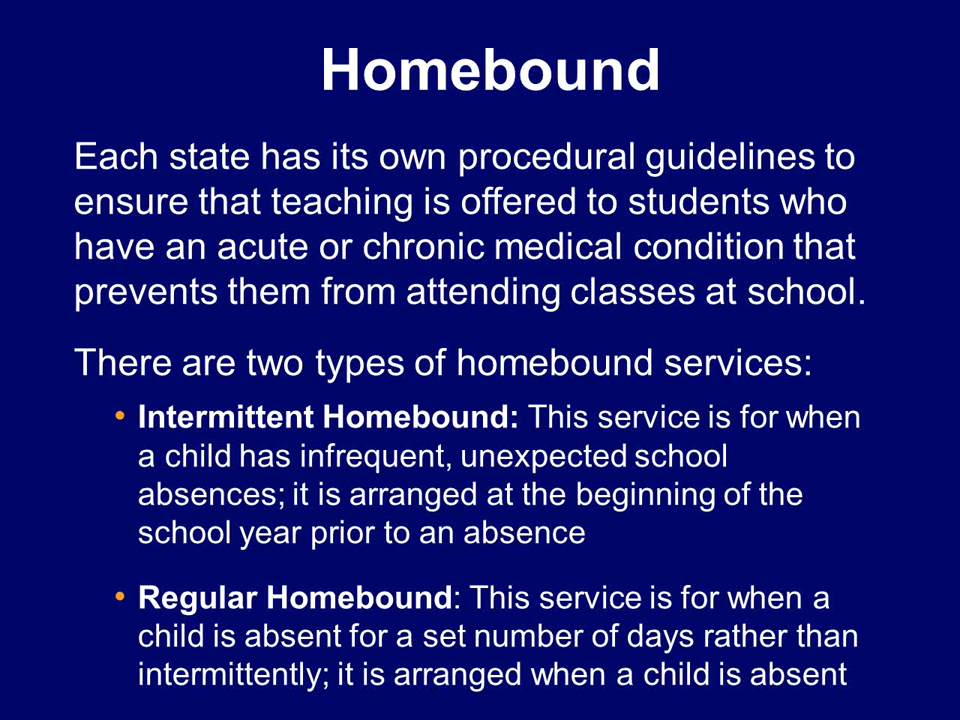 Homebound
Each state has its own procedural guidelines to
ensure that teaching is offered to students who
have an acute or chronic medical condition that
prevents them from attending classes at school.
There are two types of homebound services:
• Intermittent Homebound: This service is for when
a child has infrequent, unexpected school
absences; it is arranged at the beginning of the
school year prior to an absence
• Regular Homebound: This service is for when a
child is absent for a set number of days rather than
intermittently; it is arranged when a child is absent